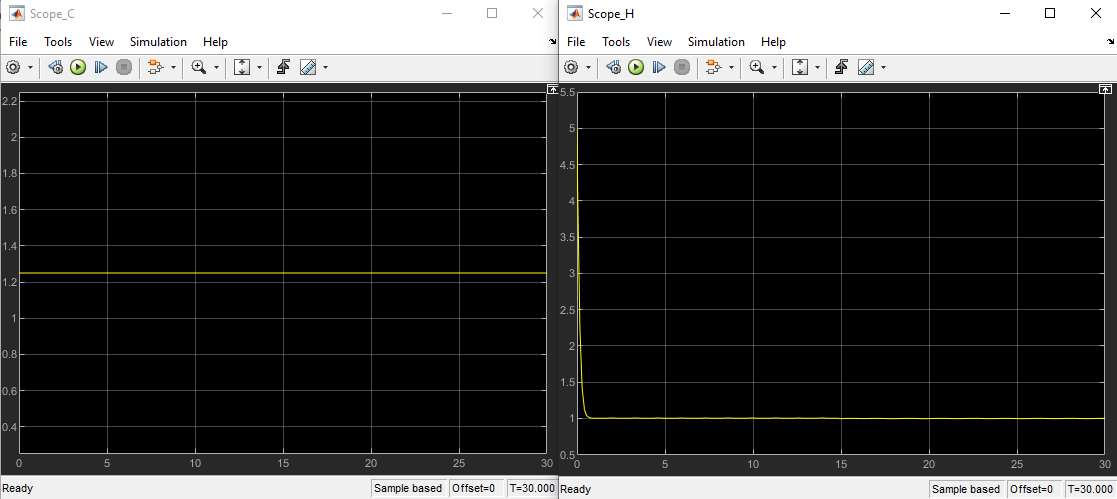 Scope_C
File Tools View Simulation Help
2.2
2
1.8
1.6
1.4
1.2
1
0.8
0.6
0.4
0 5 10 15 20 25 30
Ready Sample based Offset=0 T=30.000
Scope_H
File Tools View Simulation Help
5.5
5
4.5
4
3.5
3
2.5
2
1.5
1
0.5
0 5 10 15 20 25 30
Ready Sample based Offset=0 T=30.000